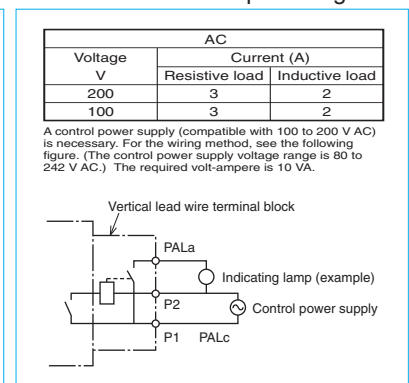 AC
Voltage V Current (A)
Resistive load Inductive load
200 3 2
100 3 2
A control power supply (compatible with 100 to 200 V AC)
is necessary. For the wiring method, see the following
figure. (The control power supply voltage range is 80 to
242 V AC.) The required volt-ampere is 10 VA.
Vertical lead wire terminal block
PALa
Indicating lamp (example)
P2
Control power supply
P1 PALc